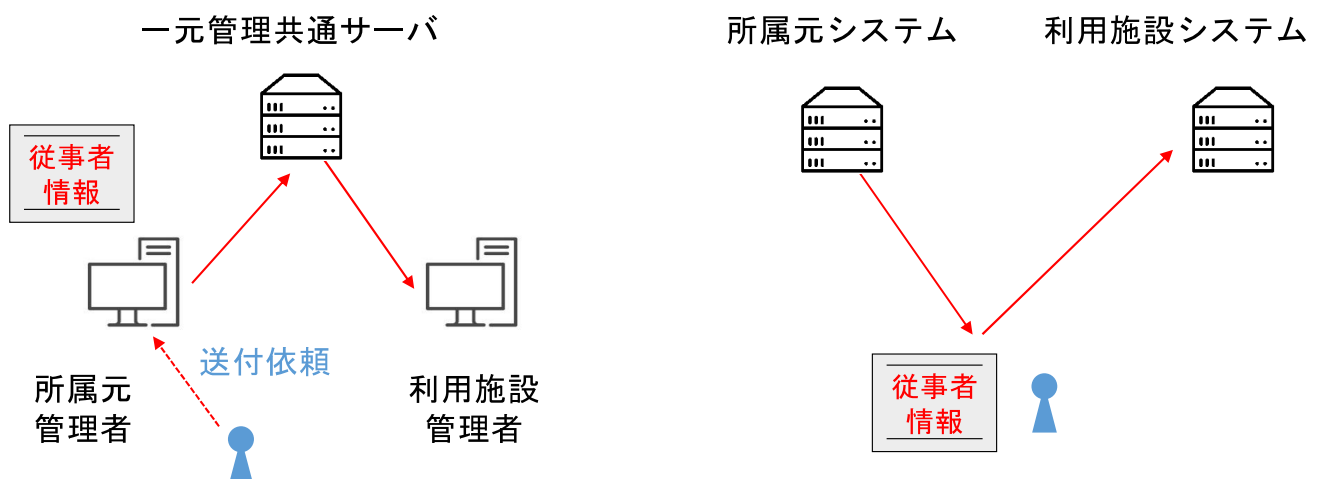 一元管理共通サーバ
所属元システム
利用施設システム
従事者
情報
送付依頼
所属元
管理者
利用施設
管理者
従事者
情報